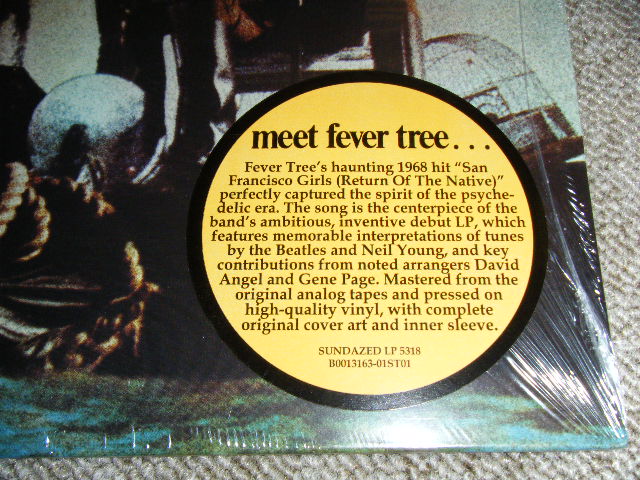 meet fever tree...
Fever Tree's haunting 1968 hit "San
Francisco Girls (Return Of The Native)"
perfectly captured the spirit of the psyche-
delic era. The song is the centerpiece of the
band's ambitious, inventive debut LP, which
features memorable interpretations of tunes
by the Beatles and Neil Young, and key
contributions from noted arrangers David
Angel and Gene Page. Mastered from the
original analog tapes and pressed on
high-quality vinyl, with complete
original cover art and inner sleeve.
SUNDAZED LP 5318
B0013163-01ST01